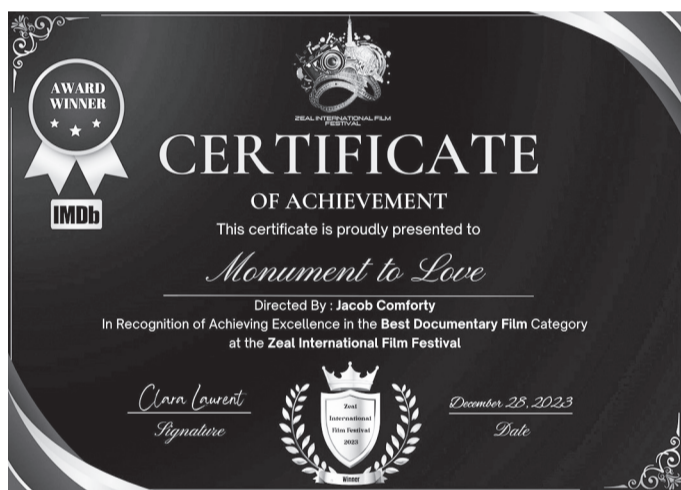 AWARD
WINNER
IMDb
ZEAL INTERNATIONAL FILM
FESTIVAL
CERTIFICATE
OF ACHIEVEMENT
This certificate is proudly presented to
Monument to Love
Directed By : Jacob Comforty
In Recognition of Achieving Excellence in the Best Documentary Film Category
at the Zeal International Film Festival
Clara Laurent
Signature
Zeal
International
Film Festival
2023
Winner
December 28, 2023
Date